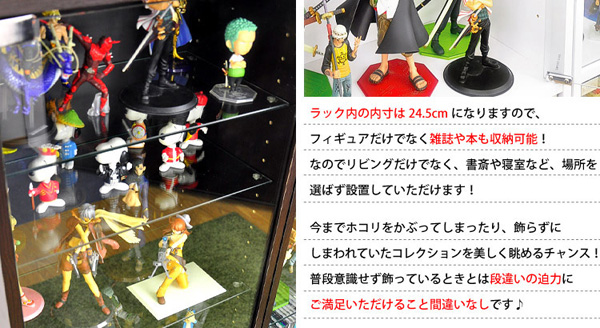 ラック内の内寸は 24.5cm になりますので、
フィギュアだけでなく雑誌や本も収納可能！
なのでリビングだけでなく、書斎や寝室など、場所を
選ばず設置していただけます！
今までホコリをかぶってしまったり、飾らずに
しまわれていたコレクションを美しく眺めるチャンス！
普段意識せず飾っているときとは段違いの迫力に
ご満足いただけること間違いなしです♪